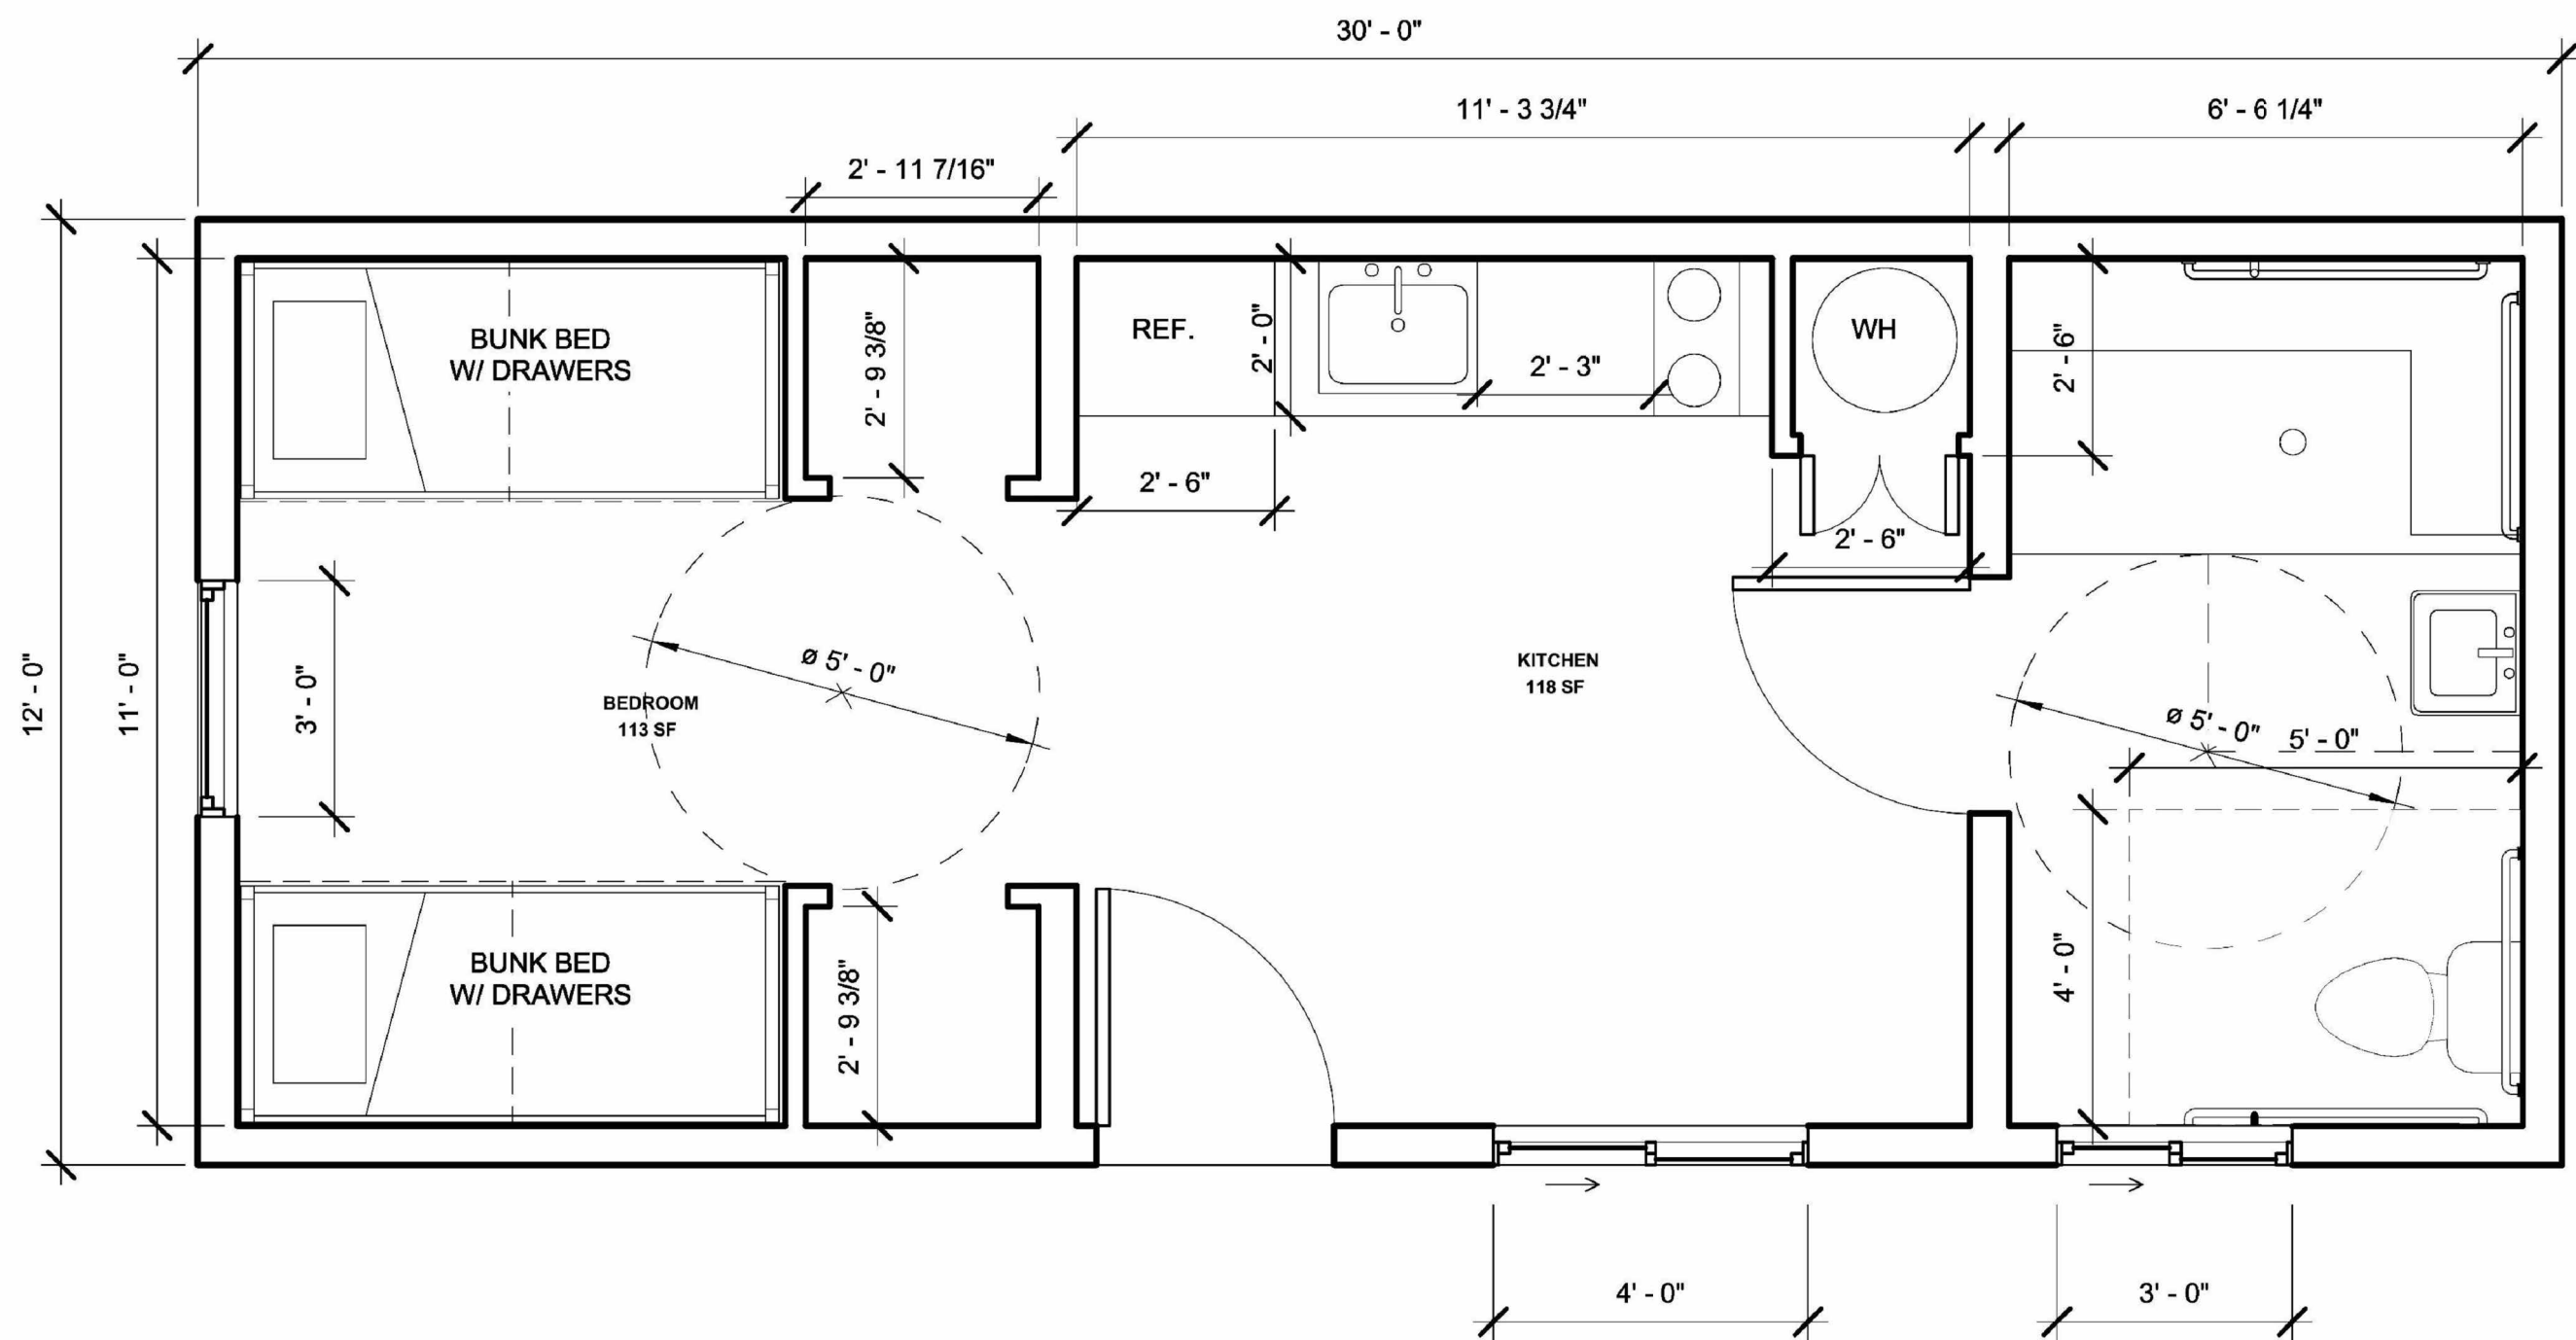 30' - 0"
11' - 3 3/4"
6' - 6 1/4"
2' - 11 7/16"
BUNK BED
W/ DRAWERS
2' - 9 3/8"
REF.
2' - 0"
2' - 3"
WH
2' - 6"
2' - 6"
2' - 6"
12' - 0"
11' - 0"
3' - 0"
ø 5' - 0"
BEDROOM
113 SF
KITCHEN
118 SF
ø 5' - 0"
5' - 0"
BUNK BED
W/ DRAWERS
2' - 9 3/8"
4' - 0"
4' - 0"
3' - 0"